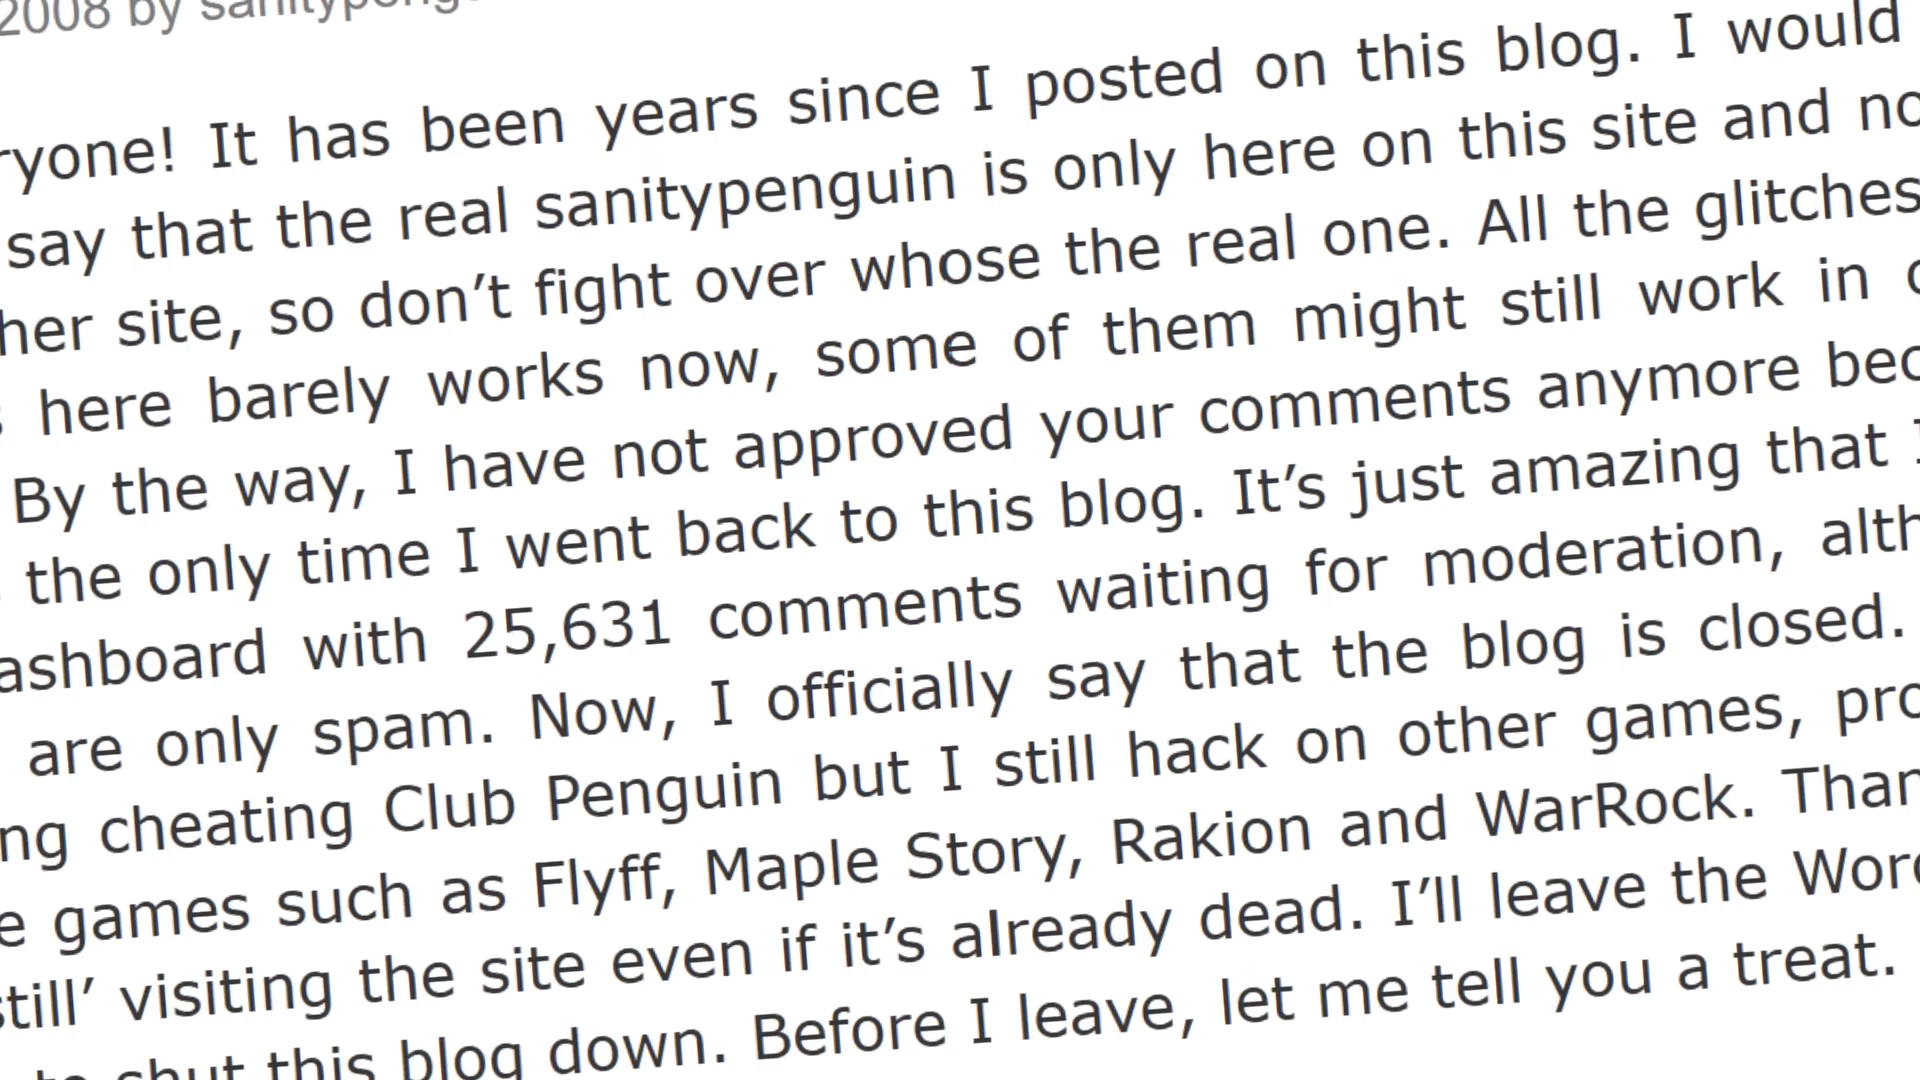 2008 by sanitypengu
ryone! It has been years since I posted on this blog. I would
say that the real sanitypenguin is only here on this site and no
her site, so don’t fight over whose the real one. All the glitches
here barely works now, some of them might still work in
By the way, I have not approved your comments anymore bec
the only time I went back to this blog. It’s just amazing that I
ashboard with 25,631 comments waiting for moderation, alth
are only spam. Now, I officially say that the blog is closed.
ng cheating Club Penguin but I still hack on other games, pro
e games such as Flyff, Maple Story, Rakion and WarRock. Than
still’ visiting the site even if it’s already dead. I’ll leave the Word
to shut this blog down. Before I leave, let me tell you a treat.